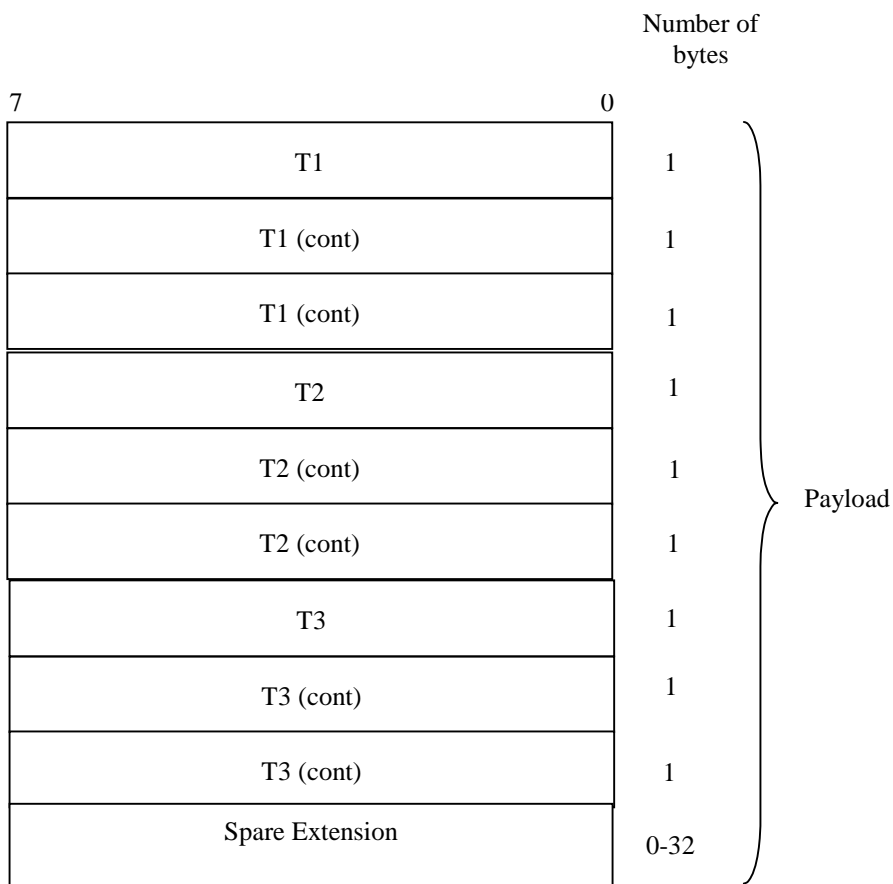 Number of
bytes
7 0
T1 1
T1 (cont) 1
T1 (cont) 1
T2 1
T2 (cont) 1
T2 (cont) 1
Payload
T3 1
T3 (cont) 1
T3 (cont) 1
Spare Extension
0-32